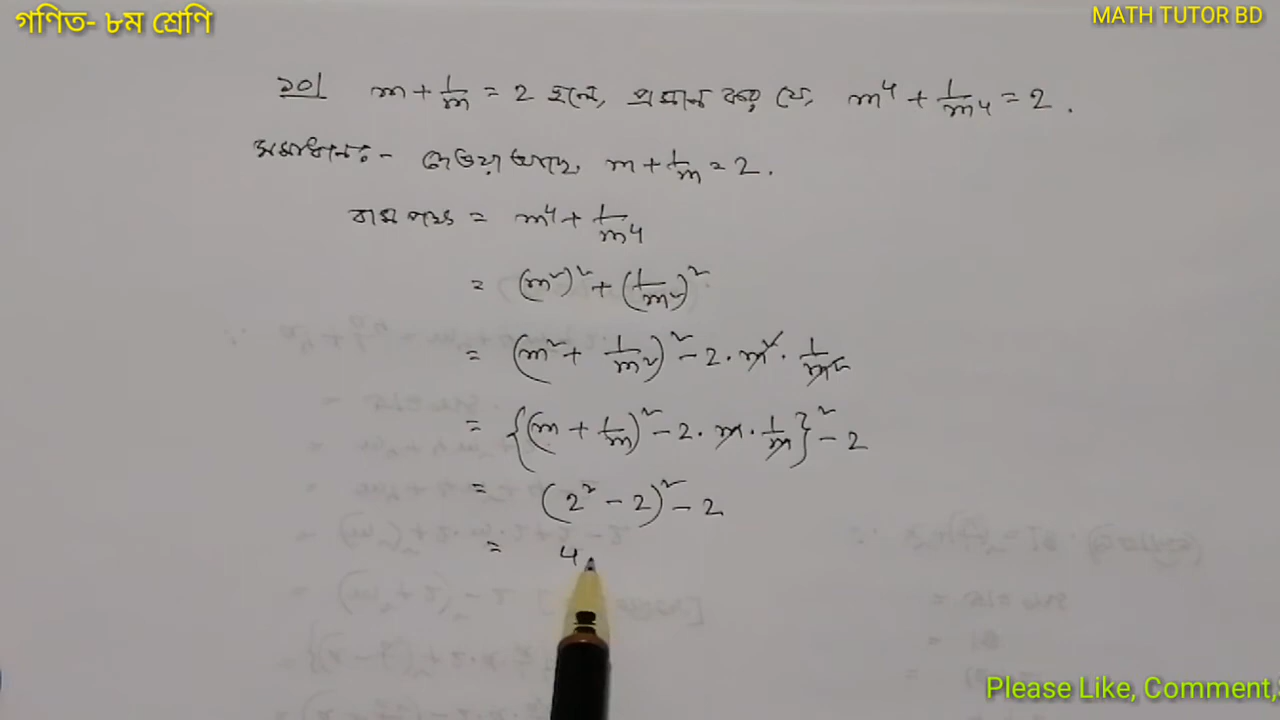 গণিত- ৮ম শ্রেণি
MATH TUTOR BD
১০। m + 1/m = 2 হলে, প্রমাণ কর যে, m⁴ + 1/m⁴ = 2.
সমাধানঃ- দেওয়া আছে, m + 1/m = 2.
বাম পক্ষ = m⁴ + 1/m⁴
= (m²)² + (1/m²)²
= (m² + 1/m²)² - 2 · m² · 1/m²
= {(m + 1/m)² - 2 · m · 1/m}² - 2
= (2² - 2)² - 2
= 4
Please Like, Comment,